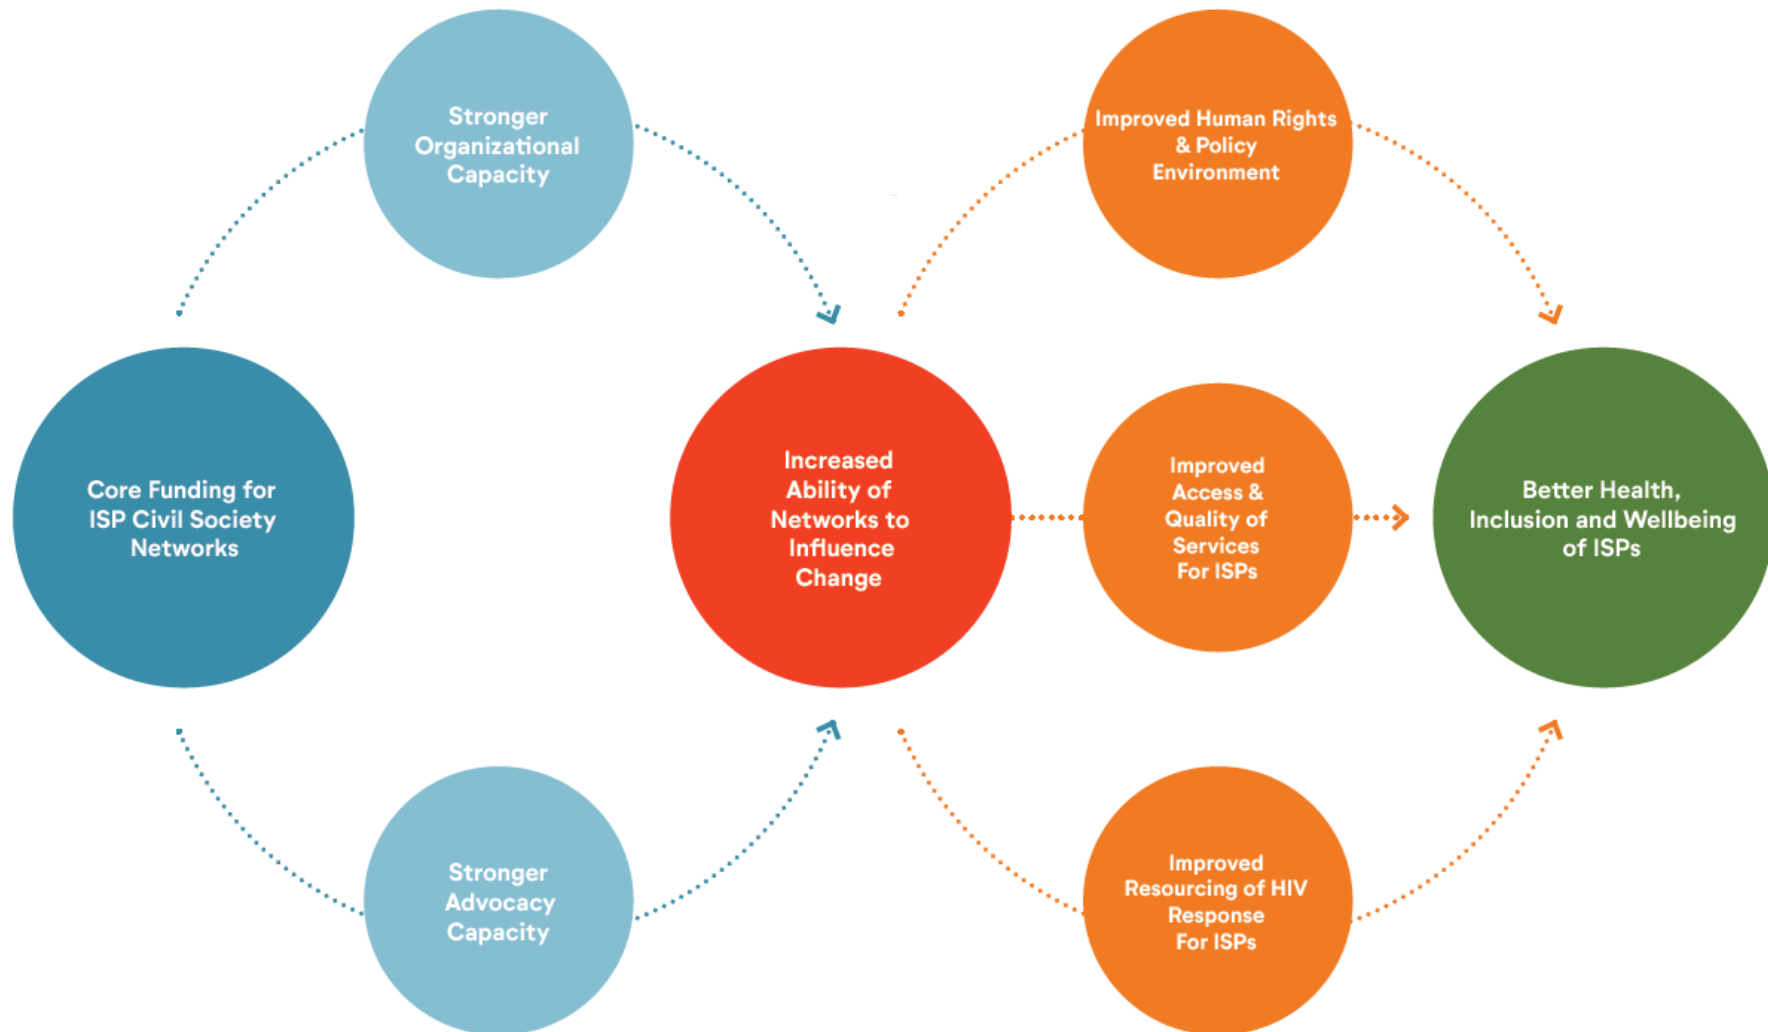 Stronger
Organizational
Capacity
Improved Human Rights
& Policy
Environment
Core Funding for
ISP Civil Society
Networks
Increased
Ability of
Networks to
Influence
Change
Improved
Access &
Quality of
Services
For ISPs
Better Health,
Inclusion and Wellbeing
of ISPs
Stronger
Advocacy
Capacity
Improved
Resourcing of HIV
Response
For ISPs